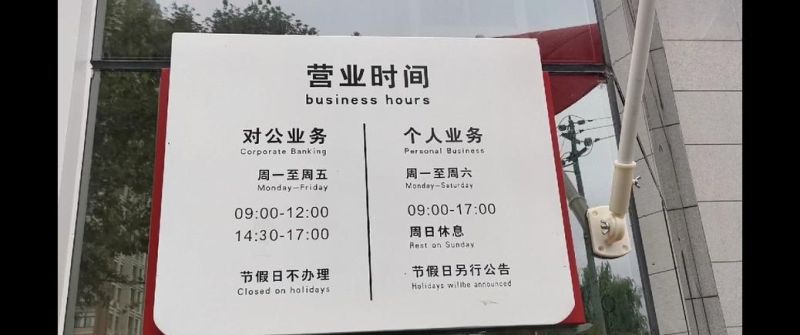 营业时间
business hours
对公业务
Corporate Banking
周一至周五
Monday—Friday
09:00-12:00
14:30-17:00
节假日不办理
Closed on holidays
个人业务
Personal Business
周一至周六
Monday—Saturday
09:00-17:00
周日休息
Rest on Sunday
节假日另行公告
Holidays willbe announced